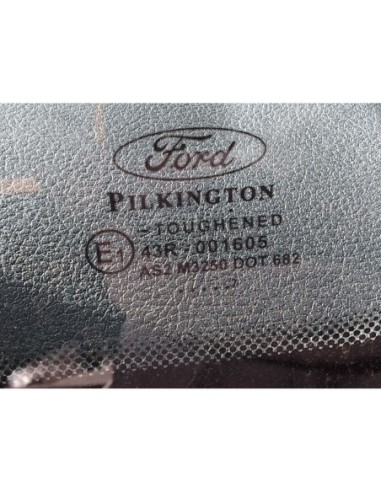 Ford
PILKINGTON
-TOUGHENED
E1 43R-001605
AS2 M3250 DOT 682